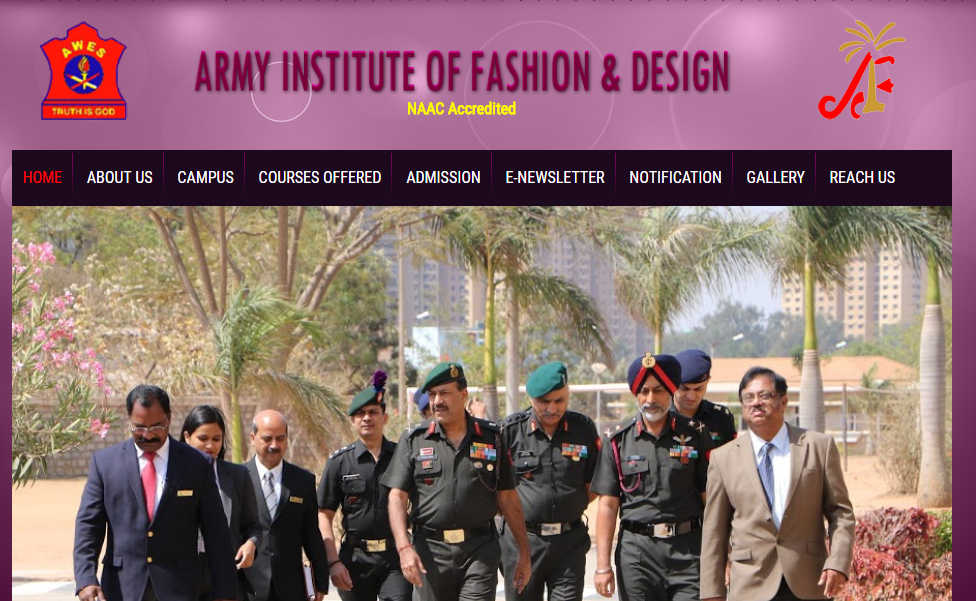 AWES
TRUTH IS GOD
ARMY INSTITUTE OF FASHION & DESIGN
NAAC Accredited
HOME ABOUT US CAMPUS COURSES OFFERED ADMISSION E-NEWSLETTER NOTIFICATION GALLERY REACH US